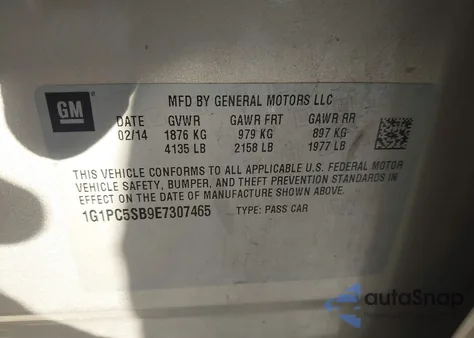 GM
MFD BY GENERAL MOTORS LLC
DATE GVWR GAWR FRT GAWR RR
02/14 1876 KG 979 KG 897 KG
4135 LB 2158 LB 1977 LB
THIS VEHICLE CONFORMS TO ALL APPLICABLE U.S. FEDERAL MOTOR
VEHICLE SAFETY, BUMPER, AND THEFT PREVENTION STANDARDS IN
EFFECT ON THE DATE OF MANUFACTURE SHOWN ABOVE.
1G1PC5SB9E7307465 TYPE: PASS CAR
autaSnap